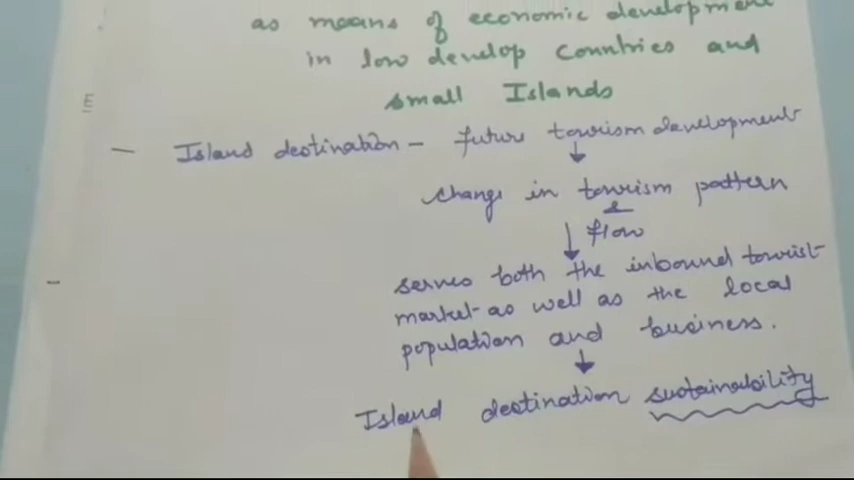 as means of economic development
in low develop countries and
small Islands
E
- Island destination - future tourism development
↓
change in tourism pattern
&
↓ flow
serves both the inbound tourist
market as well as the local
population and business.
↓
Island destination sustainability